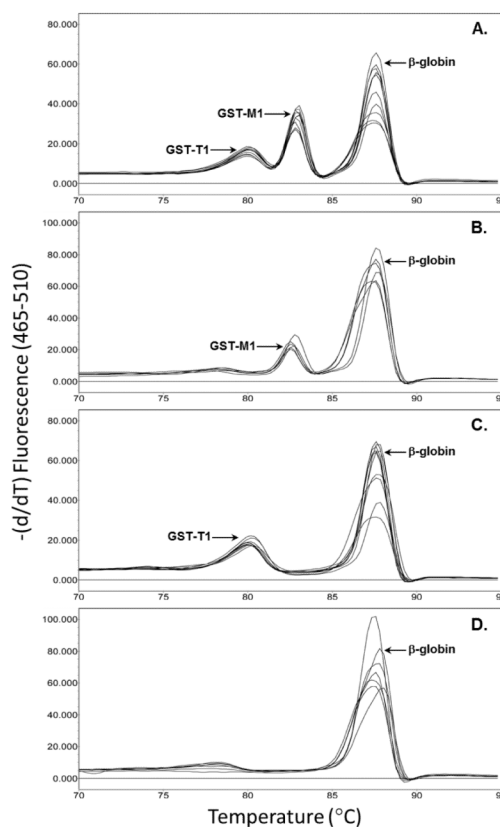 A.
80.000
60.000
40.000
20.000
0.000
β-globin
GST-M1
GST-T1
70 75 80 85 90 9
B.
100.000
80.000
60.000
40.000
20.000
0.000
β-globin
GST-M1
70 75 80 85 90 9
C.
80.000
60.000
40.000
20.000
0.000
β-globin
GST-T1
70 75 80 85 90 9
D.
100.000
80.000
60.000
40.000
20.000
0.000
β-globin
70 75 80 85 90 9
-(d/dT) Fluorescence (465-510)
Temperature (°C)